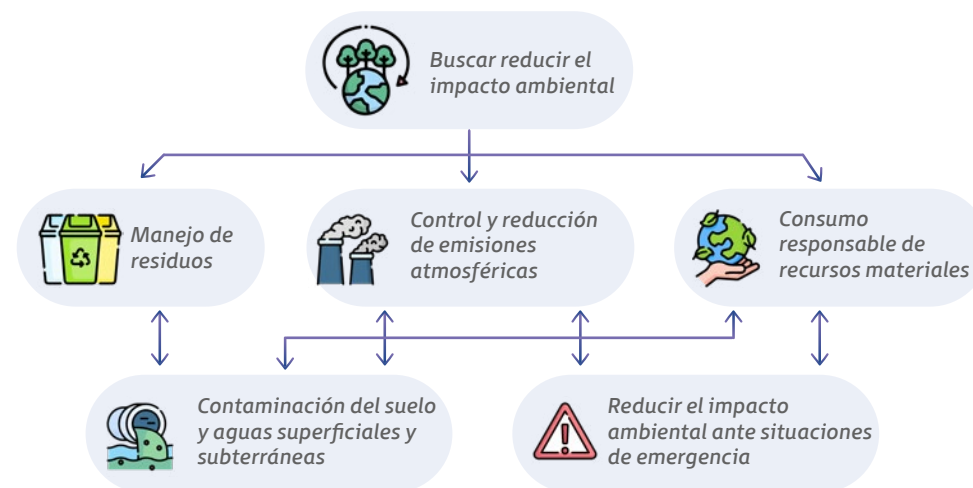 Buscar reducir el
impacto ambiental
Manejo de
residuos
Control y reducción
de emisiones
atmosféricas
Consumo
responsable de
recursos materiales
Contaminación del suelo
y aguas superficiales y
subterráneas
Reducir el impacto
ambiental ante situaciones
de emergencia